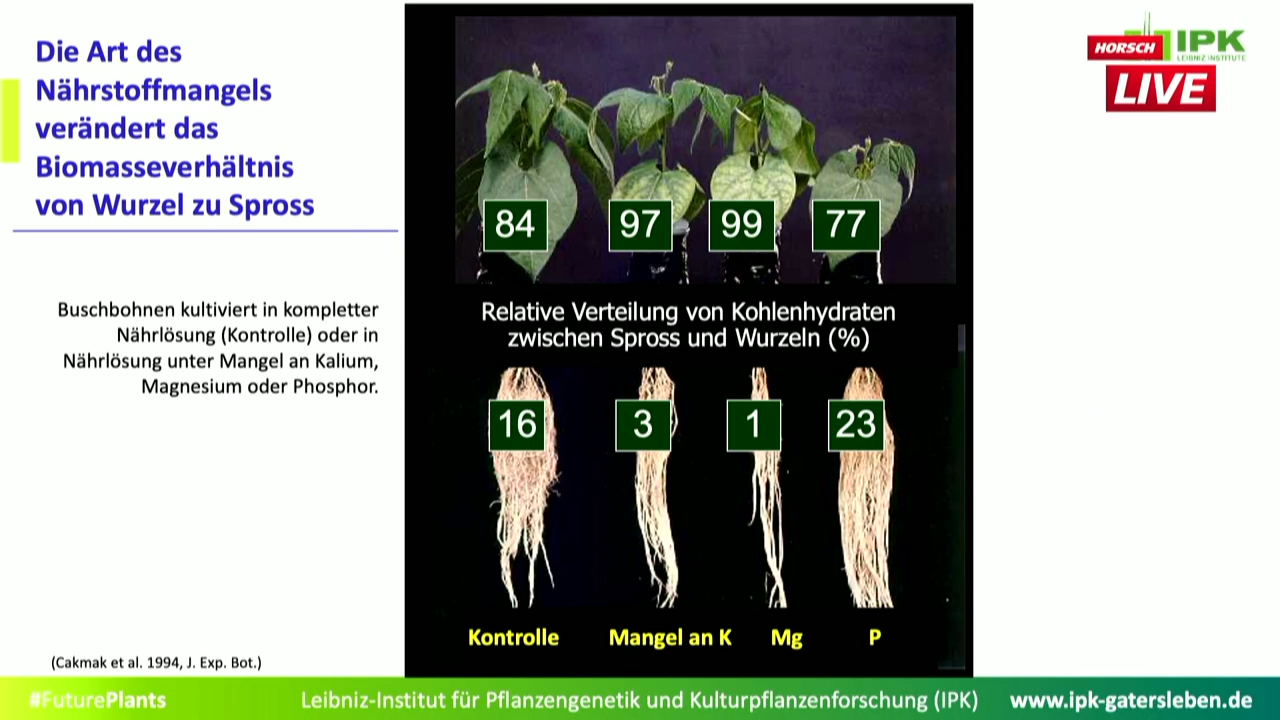 Die Art des
Nährstoffmangels
verändert das
Biomasseverhältnis
von Wurzel zu Spross
Buschbohnen kultiviert in kompletter
Nährlösung (Kontrolle) oder in
Nährlösung unter Mangel an Kalium,
Magnesium oder Phosphor.
(Cakmak et al. 1994, J. Exp. Bot.)
84 97 99 77
Relative Verteilung von Kohlenhydraten
zwischen Spross und Wurzeln (%)
16 3 1 23
Kontrolle Mangel an K Mg P
HORSCH IPK
LEIBNIZ INSTITUTE
LIVE
#FuturePlants Leibniz-Institut für Pflanzengenetik und Kulturpflanzenforschung (IPK) www.ipk-gatersleben.de